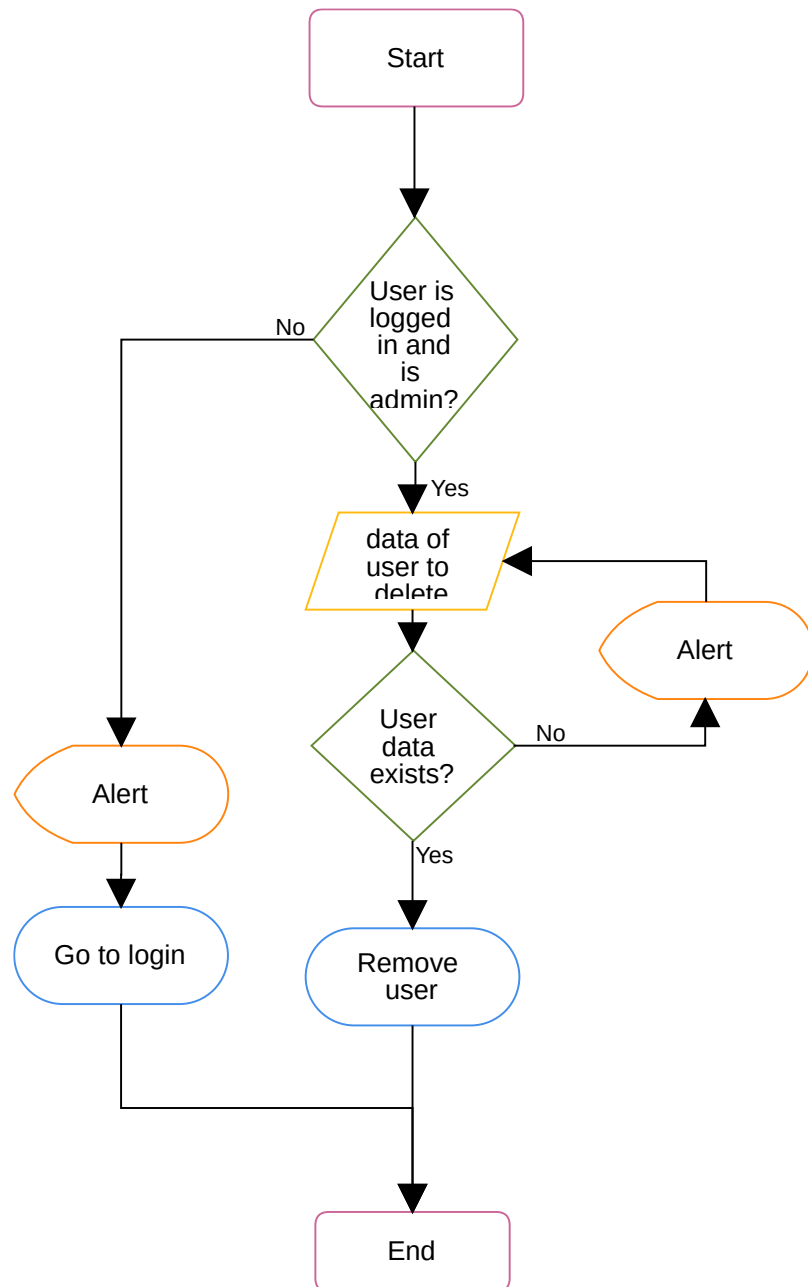 Start
User is
logged
in and
is
admin?
No
Yes
data of
user to
delete
Alert
User
data
exists?
No
Alert
Yes
Go to login
Remove
user
End